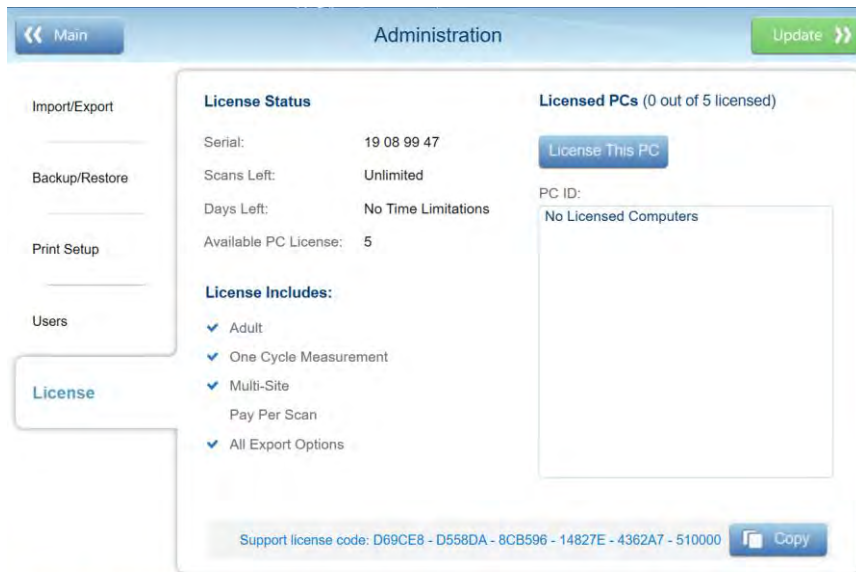 Main
Administration
Update
Import/Export
Backup/Restore
Print Setup
Users
License
License Status
Serial: 19 08 99 47
Scans Left: Unlimited
Days Left: No Time Limitations
Available PC License: 5
License Includes:
Adult
One Cycle Measurement
Multi-Site
Pay Per Scan
All Export Options
Licensed PCs (0 out of 5 licensed)
License This PC
PC ID:
No Licensed Computers
Support license code: D69CE8 - D558DA - 8CB596 - 14827E - 4362A7 - 510000
Copy